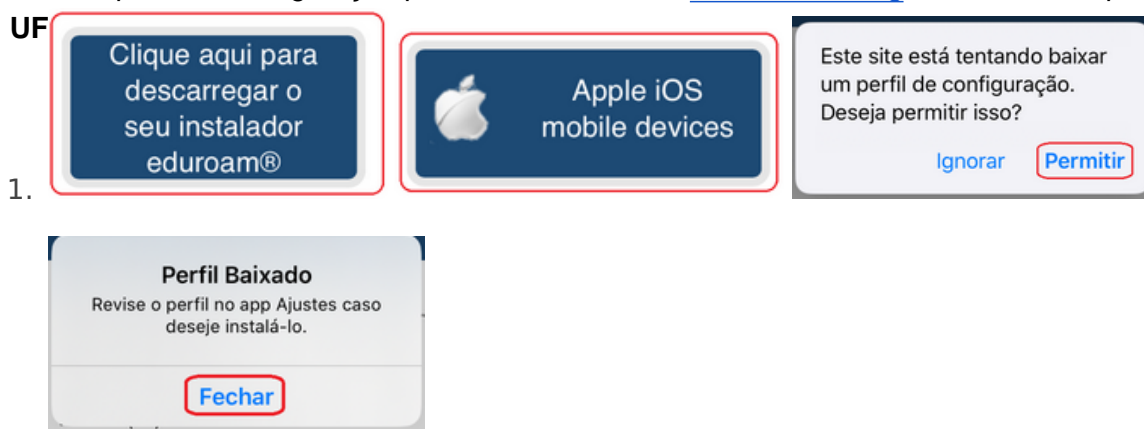 UF
Clique aqui para
descarregar o
seu instalador
eduroam®
Apple iOS
mobile devices
Este site está tentando baixar
um perfil de configuração.
Deseja permitir isso?
Ignorar Permitir
1.
Perfil Baixado
Revise o perfil no app Ajustes caso
deseje instalá-lo.
Fechar